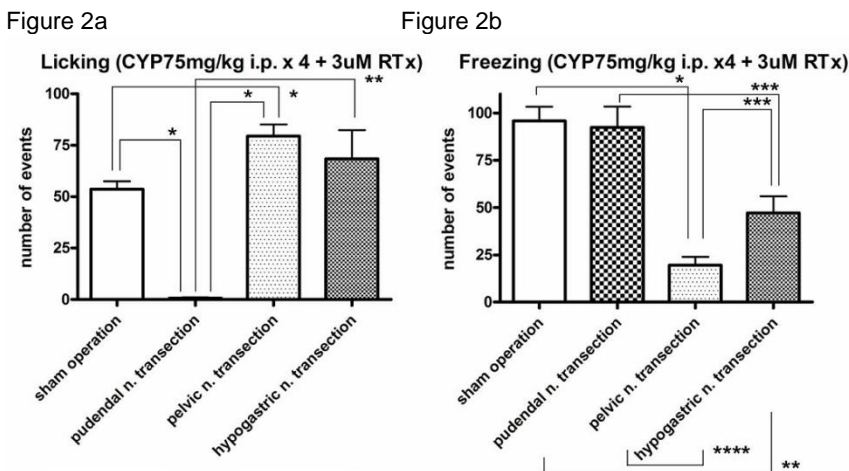 Figure 2a
Licking (CYP75mg/kg i.p. x 4 + 3uM RTx)
number of events
100
75
50
25
0
*
*
*
**
sham operation
pudendal n. transection
pelvic n. transection
hypogastric n. transection
Figure 2b
Freezing (CYP75mg/kg i.p. x4 + 3uM RTx)
number of events
100
75
50
25
0
*
***
***
sham operation
pudendal n. transection
pelvic n. transection
hypogastric n. transection
****
**